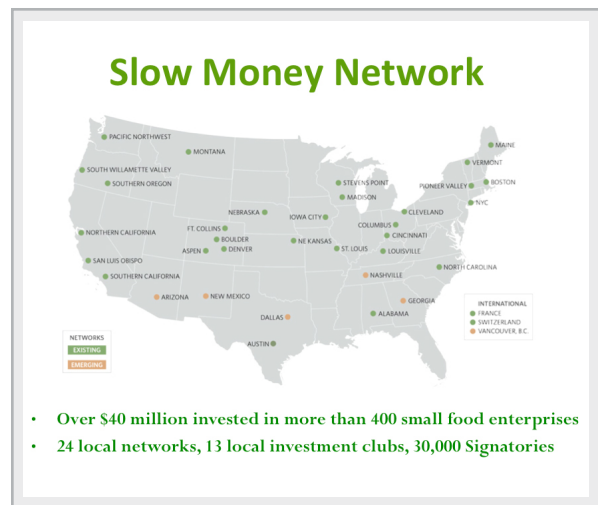 Slow Money Network
PACIFIC NORTHWEST
MONTANA
MAINE
VERMONT
SOUTH WILLAMETTE VALLEY
SOUTHERN OREGON
STEVENS POINT
PIONEER VALLEY
BOSTON
MADISON
NYC
NEBRASKA
IOWA CITY
CLEVELAND
FT. COLLINS
COLUMBUS
NORTHERN CALIFORNIA
BOULDER
NE KANSAS
CINCINNATI
ASPEN
DENVER
ST. LOUIS
LOUISVILLE
SAN LUIS OBISPO
SOUTHERN CALIFORNIA
NASHVILLE
NORTH CAROLINA
ARIZONA
NEW MEXICO
GEORGIA
DALLAS
ALABAMA
AUSTIN
INTERNATIONAL
FRANCE
SWITZERLAND
VANCOUVER, B.C.
NETWORKS
EXISTING
EMERGING
• Over $40 million invested in more than 400 small food enterprises
• 24 local networks, 13 local investment clubs, 30,000 Signatories